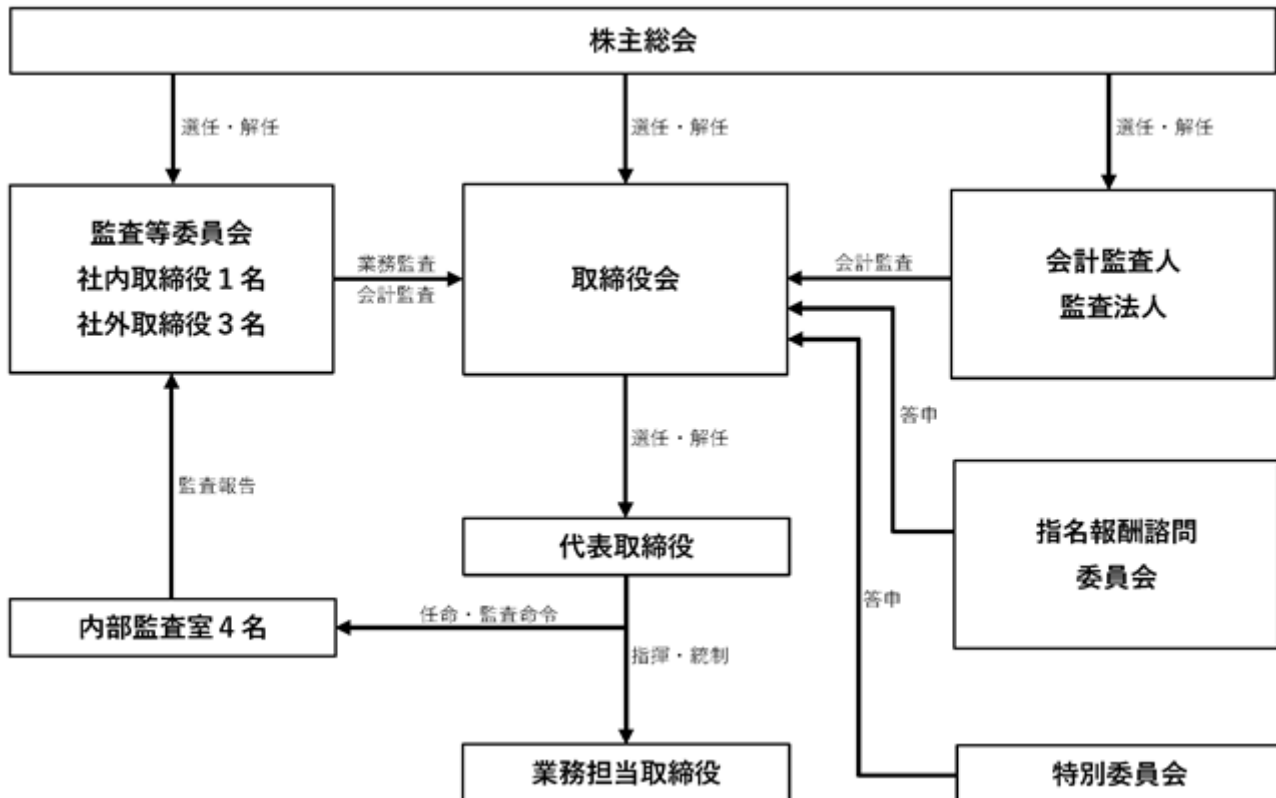 株主総会
選任・解任
選任・解任
選任・解任
監査等委員会
社内取締役1名
社外取締役3名
業務監査
会計監査
取締役会
会計監査
会計監査人
監査法人
答申
選任・解任
監査報告
指名報酬諮問
委員会
代表取締役
答申
内部監査室4名
任命・監査命令
指揮・統制
業務担当取締役
特別委員会